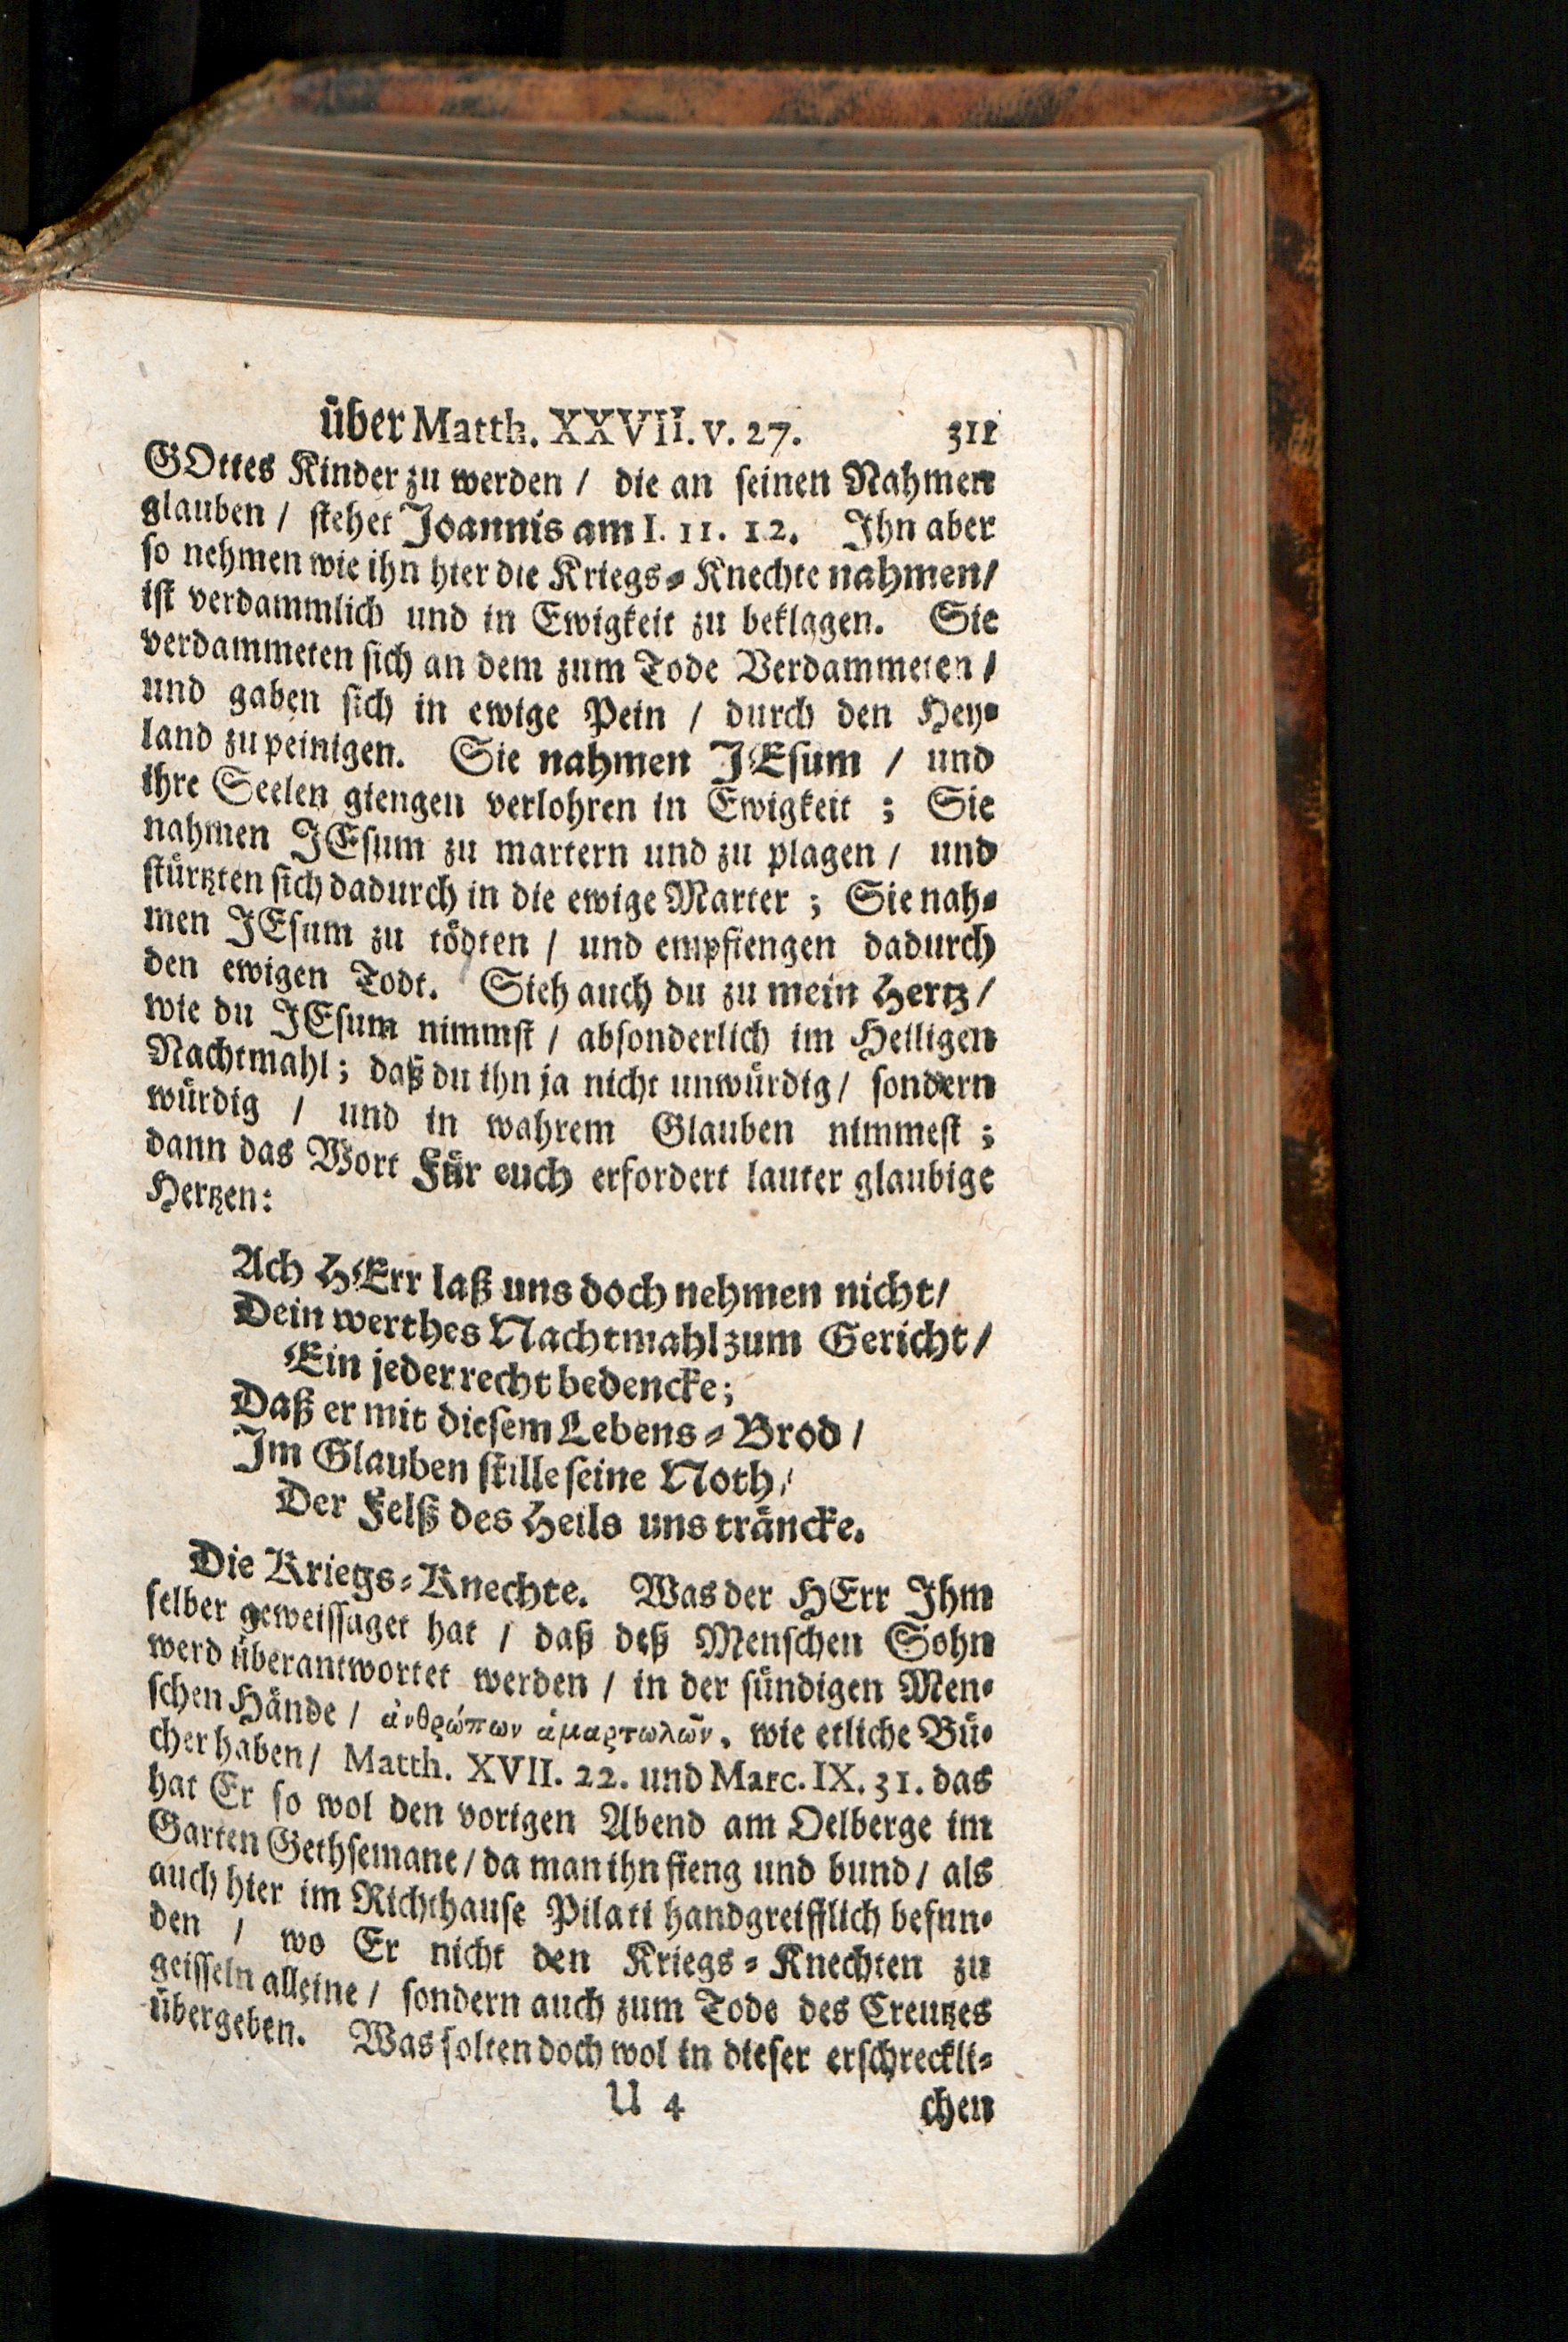 über Matth. XXVII. v. 27. 311
GOttes Kinder zu werden / die an seinen Nahmen
glauben / stehet Joannis am I. 11. 12. Ihn aber
so nehmen wie ihn hier die Kriegs-Knechte nahmen/
ist verdammlich und in Ewigkeit zu beklagen. Sie
verdammeten sich an dem zum Tode Verdammeten /
und gaben sich in ewige Pein / durch den Hey-
land zu peinigen. Sie nahmen JEsum / und
ihre Seelen giengen verlohren in Ewigkeit ; Sie
nahmen JEsum zu martern und zu plagen / und
stürtzten sich dadurch in die ewige Marter ; Sie nah-
men JEsum zu tödten / und empfiengen dadurch
den ewigen Todt. Sieh auch du zu mein Hertz /
wie du JEsum nimmst / absonderlich im Heiligen
Nachtmahl ; daß du ihn ja nicht unwürdig / sondern
würdig / und in wahrem Glauben nimmest ;
dann das Wort Für euch erfordert lauter glaubige
Hertzen:
Ach HErr laß uns doch nehmen nicht/
Dein werthes Nachtmahl zum Gericht/
Ein jeder recht bedencke;
Daß er mit diesem Lebens-Brod /
Im Glauben stille seine Noth/
Der Felß des Heils uns träncke.
Die Kriegs-Knechte. Was der HErr Ihm
selber geweissaget hat / daß deß Menschen Sohn
werd überantwortet werden / in der sündigen Men-
schen Hände / ἀνθρώπων ἁμαρτωλῶν, wie etliche Bü-
cher haben / Matth. XVII. 22. und Marc. IX. 31. das
hat Er so wol den vorigen Abend am Oelberge im
Garten Gethsemane / da man ihn fieng und bund / als
auch hier im Richthause Pilati handgreifflich befun-
den / wo Er nicht den Kriegs-Knechten zu
geisseln alleine / sondern auch zum Tode des Creutzes
übergeben. Was solten doch wol in dieser erschreckli-
U 4 chen